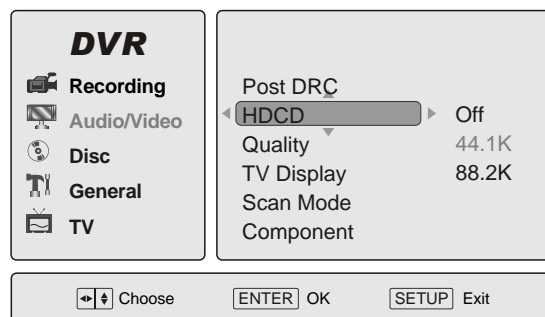 DVR
Recording
Audio/Video
Disc
General
TV
Post DRC
HDCD
Quality
TV Display
Scan Mode
Component
Off
44.1K
88.2K
Choose
ENTER OK
SETUP Exit